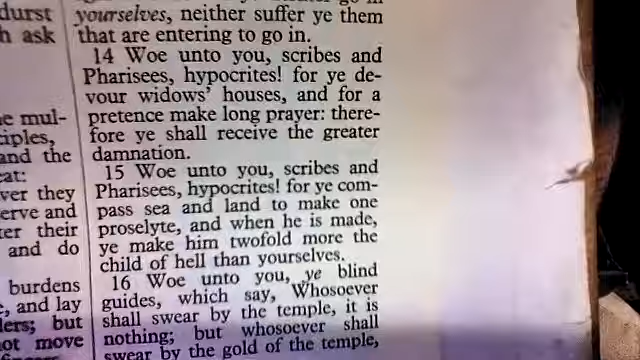 durst
h ask
e mul-
ciples,
and the
eat:
ver they
erve and
ter their
and do
burdens
, and lay
lers; but
ot move
yourselves, neither suffer ye them
that are entering to go in.
14 Woe unto you, scribes and
Pharisees, hypocrites! for ye de-
vour widows' houses, and for a
pretence make long prayer: there-
fore ye shall receive the greater
damnation.
15 Woe unto you, scribes and
Pharisees, hypocrites! for ye com-
pass sea and land to make one
proselyte, and when he is made,
ye make him twofold more the
child of hell than yourselves.
16 Woe unto you, ye blind
guides, which say, Whosoever
shall swear by the temple, it is
nothing; but whosoever shall
swear by the gold of the temple,